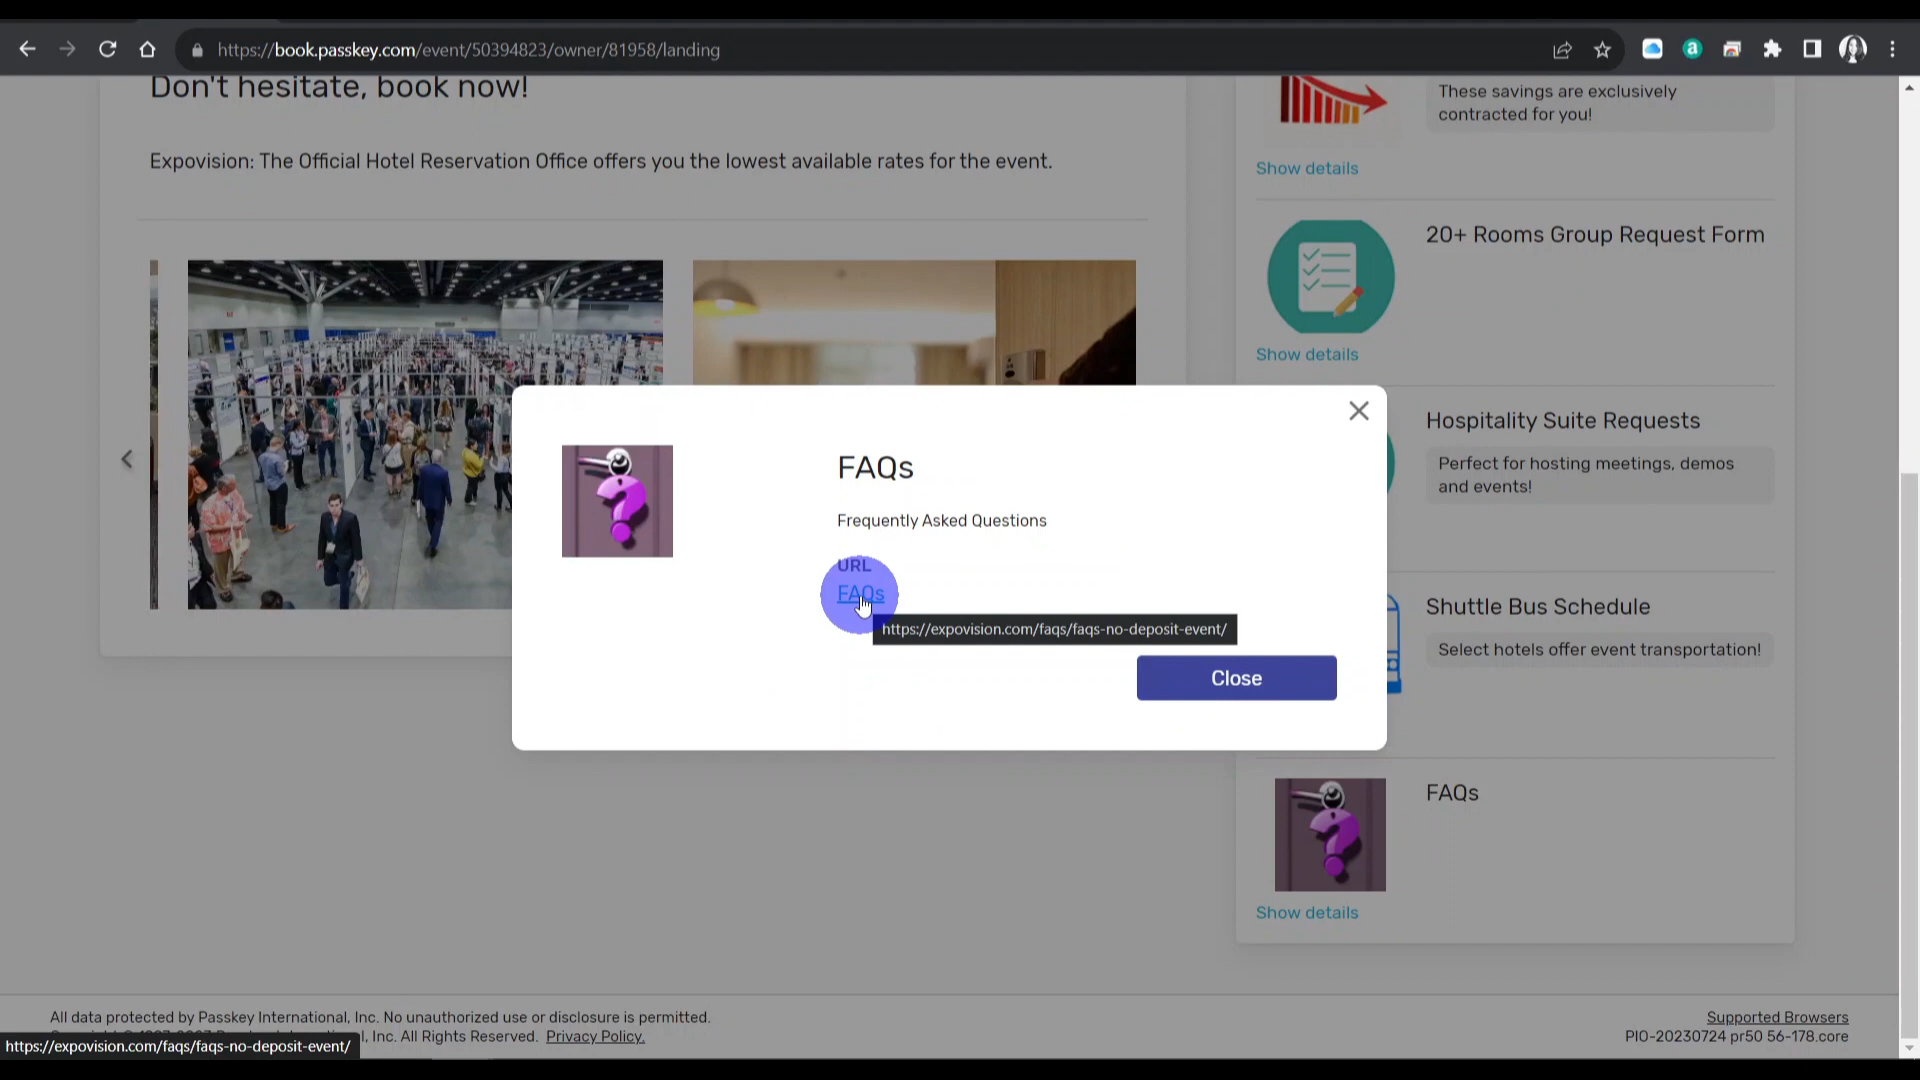 https://book.passkey.com/event/50394823/owner/81958/landing
Don't hesitate, book now!
Expovision: The Official Hotel Reservation Office offers you the lowest available rates for the event.
These savings are exclusively
contracted for you!
Show details
20+ Rooms Group Request Form
Show details
Hospitality Suite Requests
Perfect for hosting meetings, demos
and events!
Shuttle Bus Schedule
Select hotels offer event transportation!
FAQs
Show details
FAQs
Frequently Asked Questions
URL
FAQs
https://expovision.com/faqs/faqs-no-deposit-event/
Close
All data protected by Passkey International, Inc. No unauthorized use or disclosure is permitted.
, Inc. All Rights Reserved. Privacy Policy.
https://expovision.com/faqs/faqs-no-deposit-event/
Supported Browsers
PIO-20230724 pr50 56-178.core